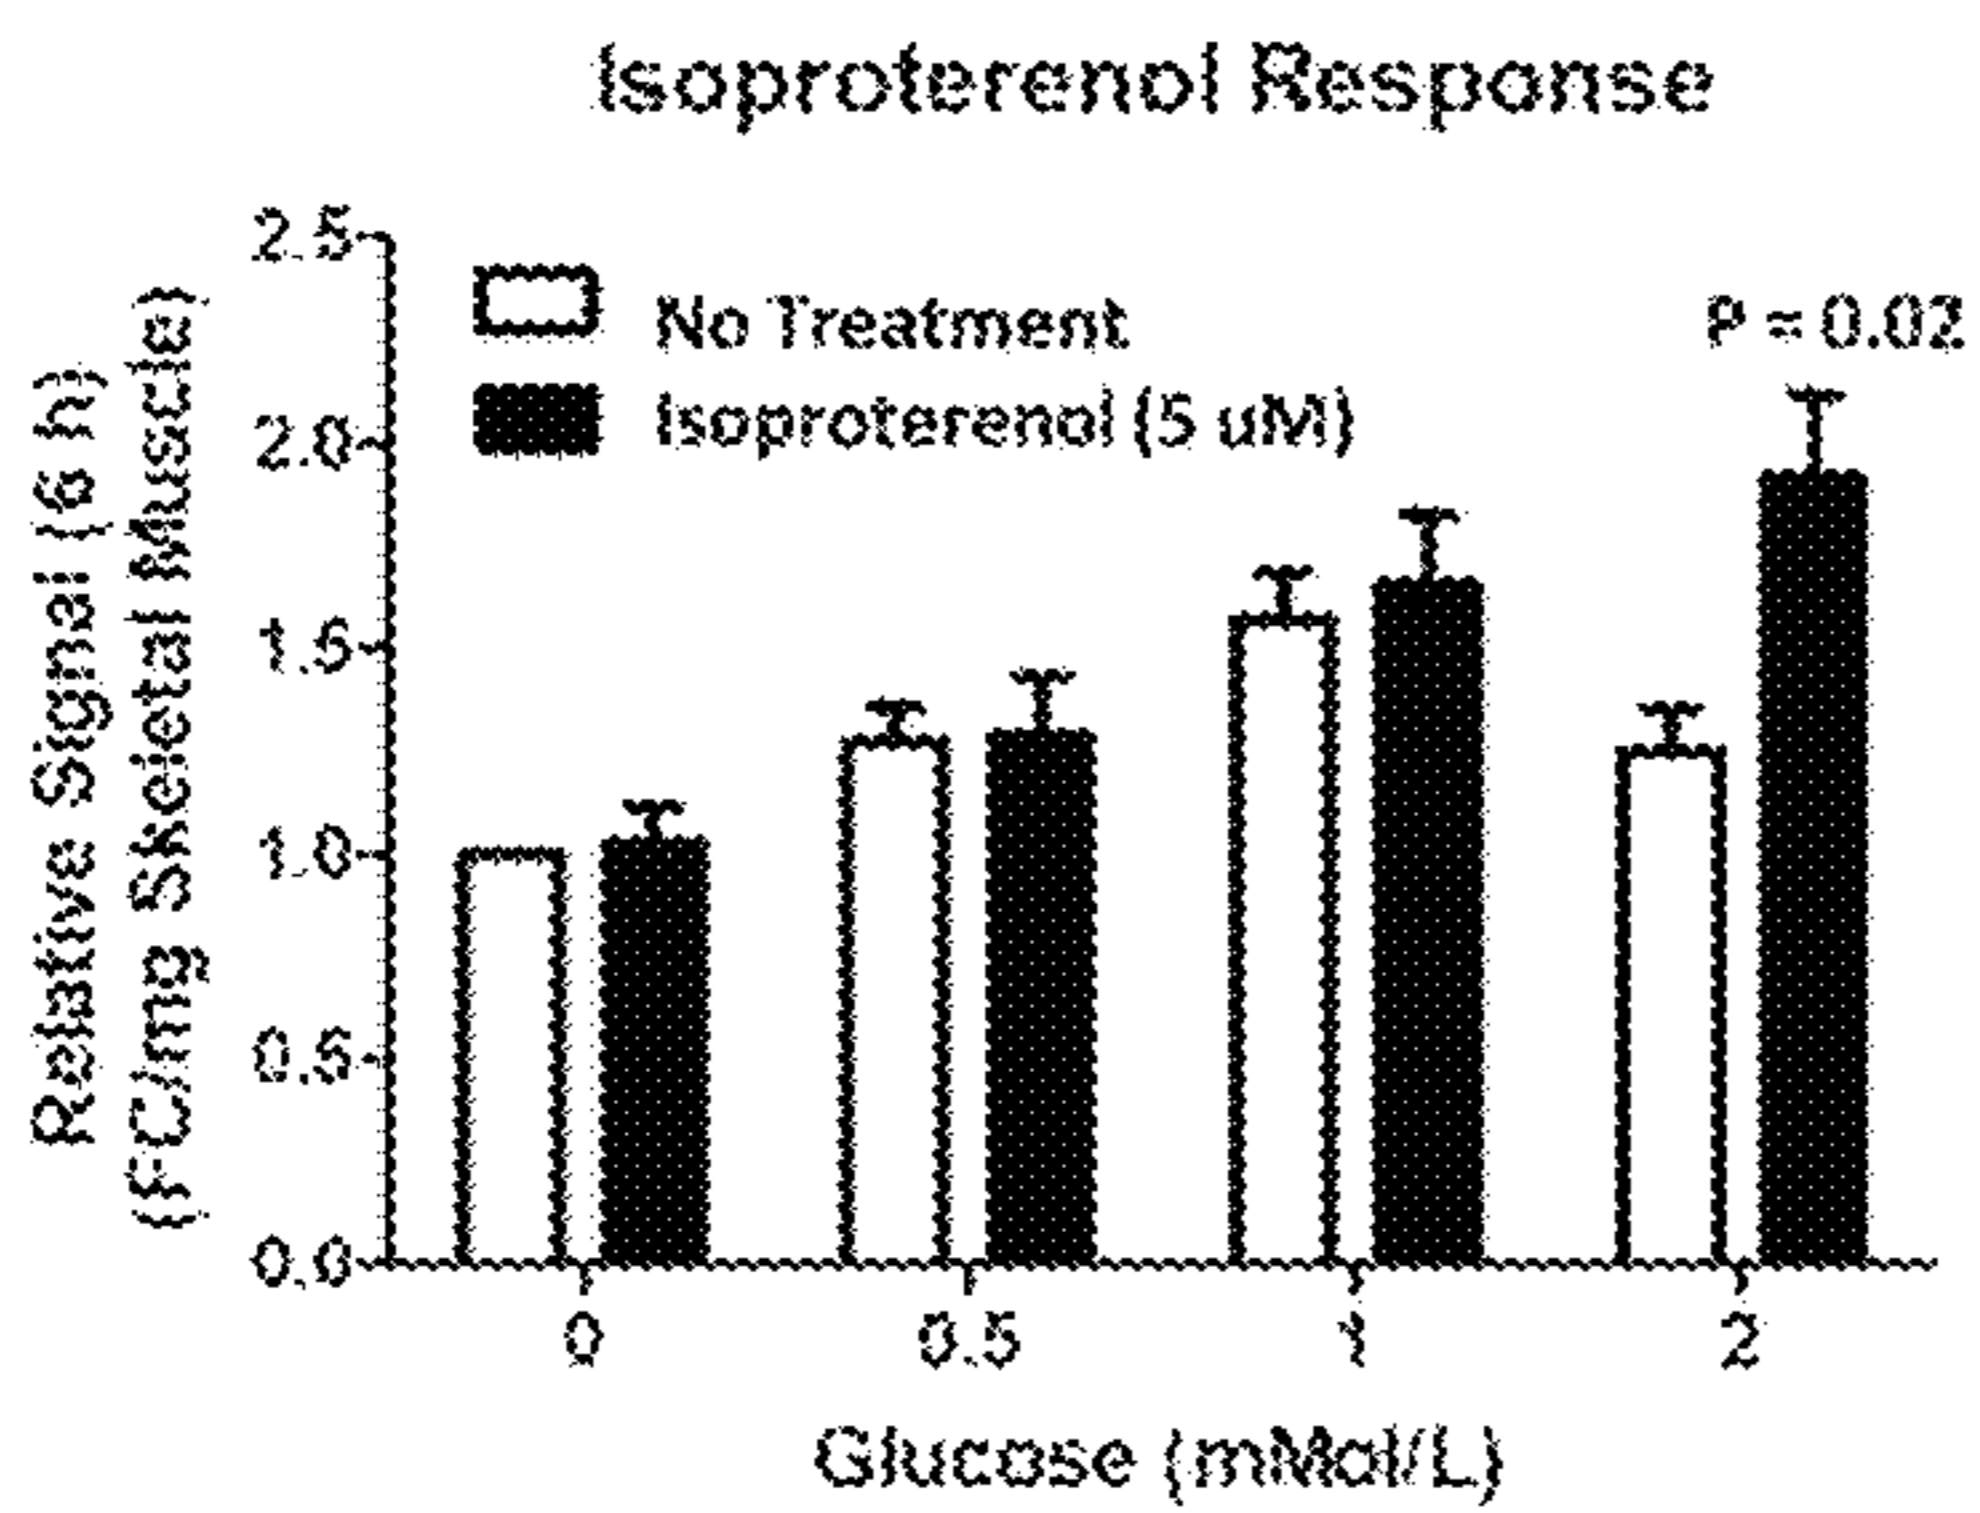 Isoproterenol Response
Relative Signal (6 h)
(FC/mg Skeletal Muscle)
2.5
2.0
1.5
1.0
0.5
0.0
No Treatment
Isoproterenol (5 uM)
P = 0.02
0
0.5
1
2
Glucose (mMol/L)